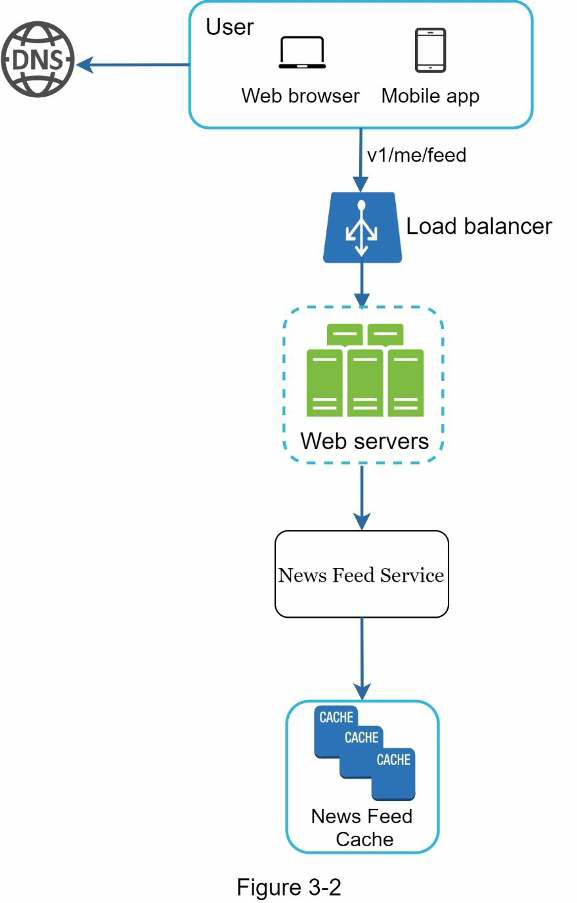 DNS
User
Web browser
Mobile app
v1/me/feed
Load balancer
Web servers
News Feed Service
CACHE
CACHE
CACHE
News Feed
Cache
Figure 3-2